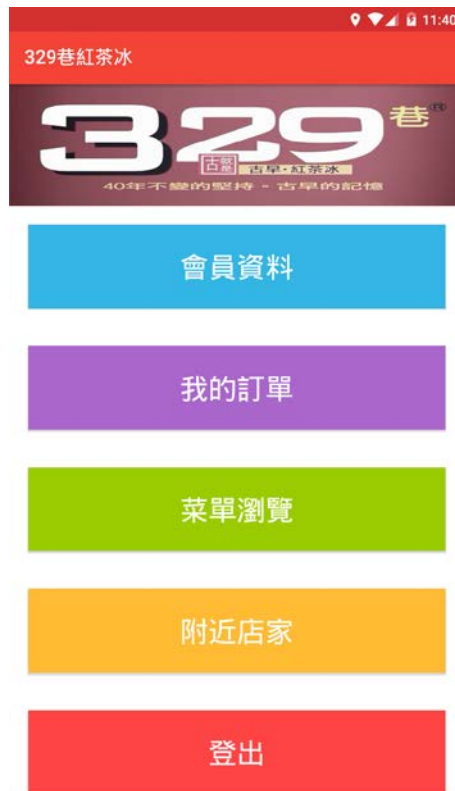 11:40
329巷紅茶冰
329巷®
古就是
古早·紅茶冰
40年不變的堅持。古早的記憶
會員資料
我的訂單
菜單瀏覽
附近店家
登出